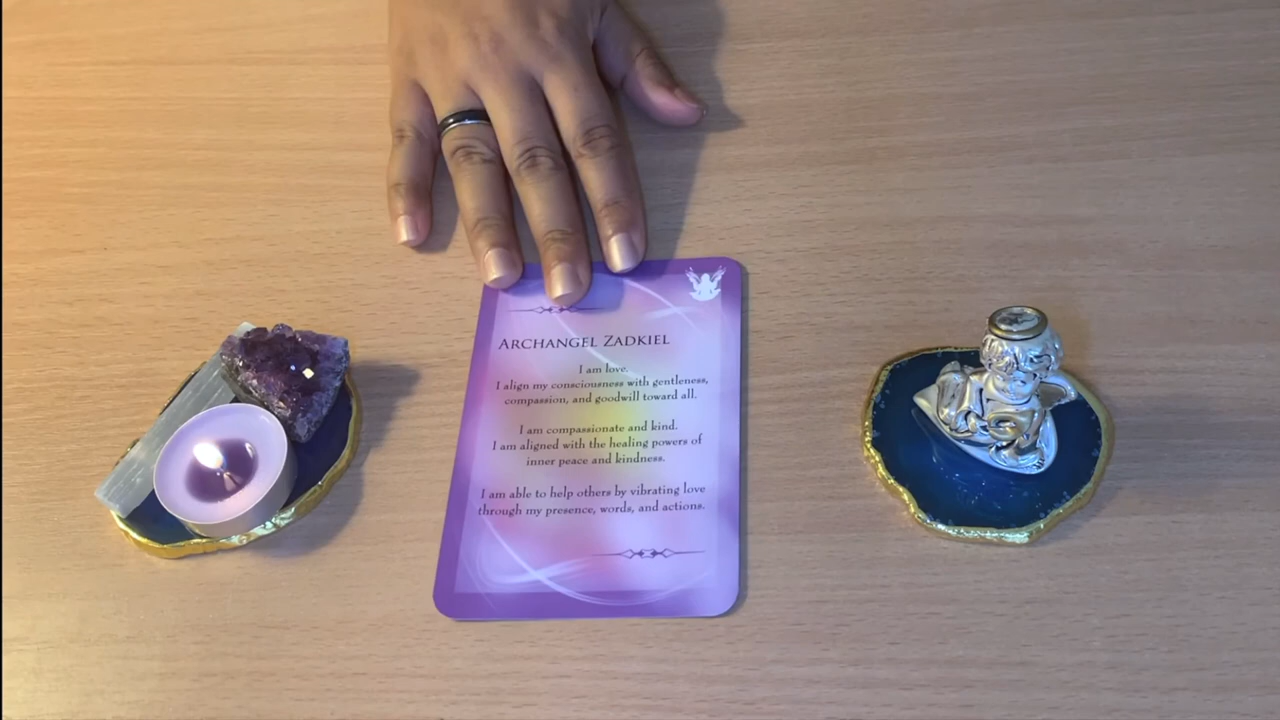 Archangel Zadkiel
I am love.
I align my consciousness with gentleness,
compassion, and goodwill toward all.
I am compassionate and kind.
I am aligned with the healing powers of
inner peace and kindness.
I am able to help others by vibrating love
through my presence, words, and actions.